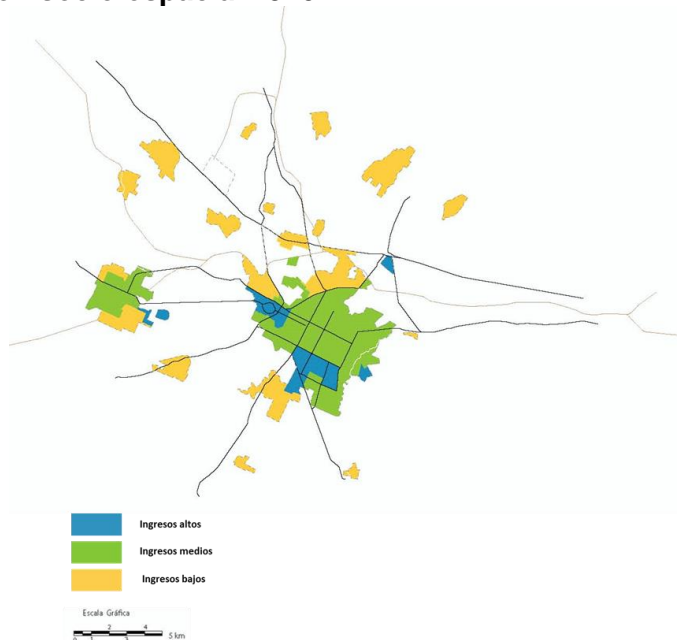 Ingresos altos
Ingresos medios
Ingresos bajos
Escala Gráfica
2 4
5 km